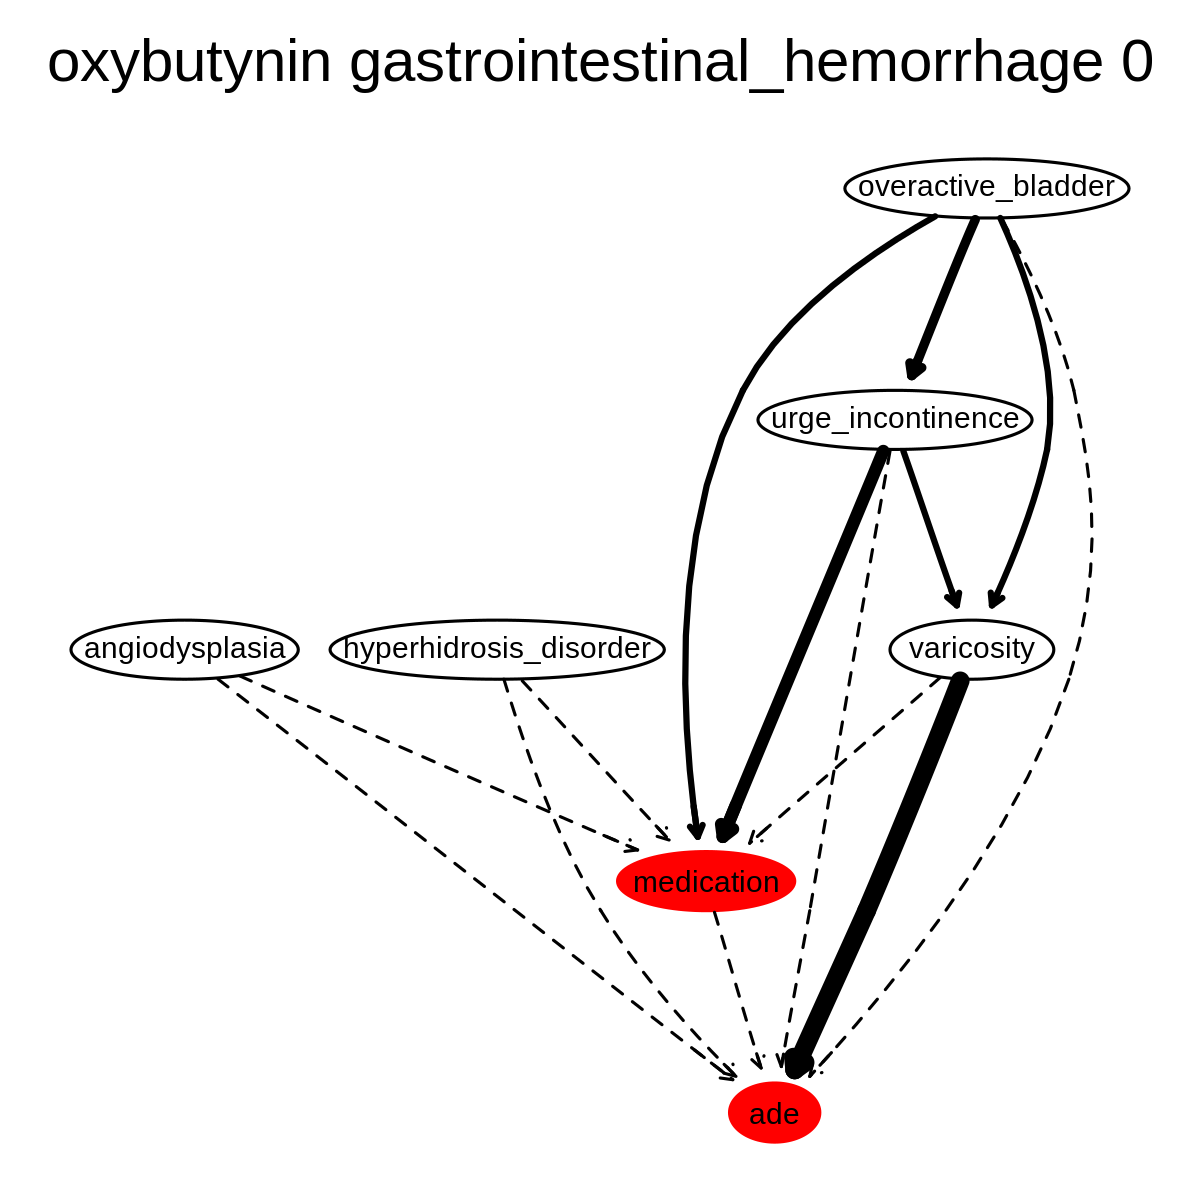 oxybutynin gastrointestinal_hemorrhage 0
overactive_bladder
urge_incontinence
angiodysplasia
hyperhidrosis_disorder
varicosity
medication
ade